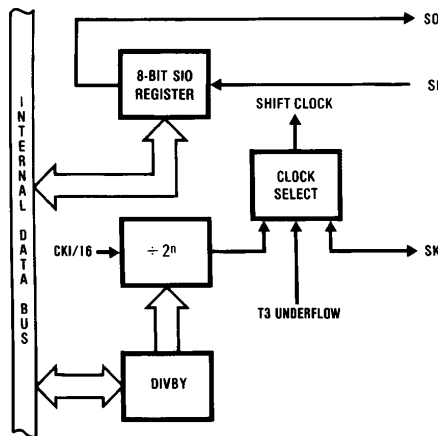 SO
8-BIT SIO
REGISTER
SHIFT CLOCK
CLOCK
SELECT
CKI/16
÷ 2ⁿ
SK
T3 UNDERFLOW
DIVBY
INTERNAL DATA BUS